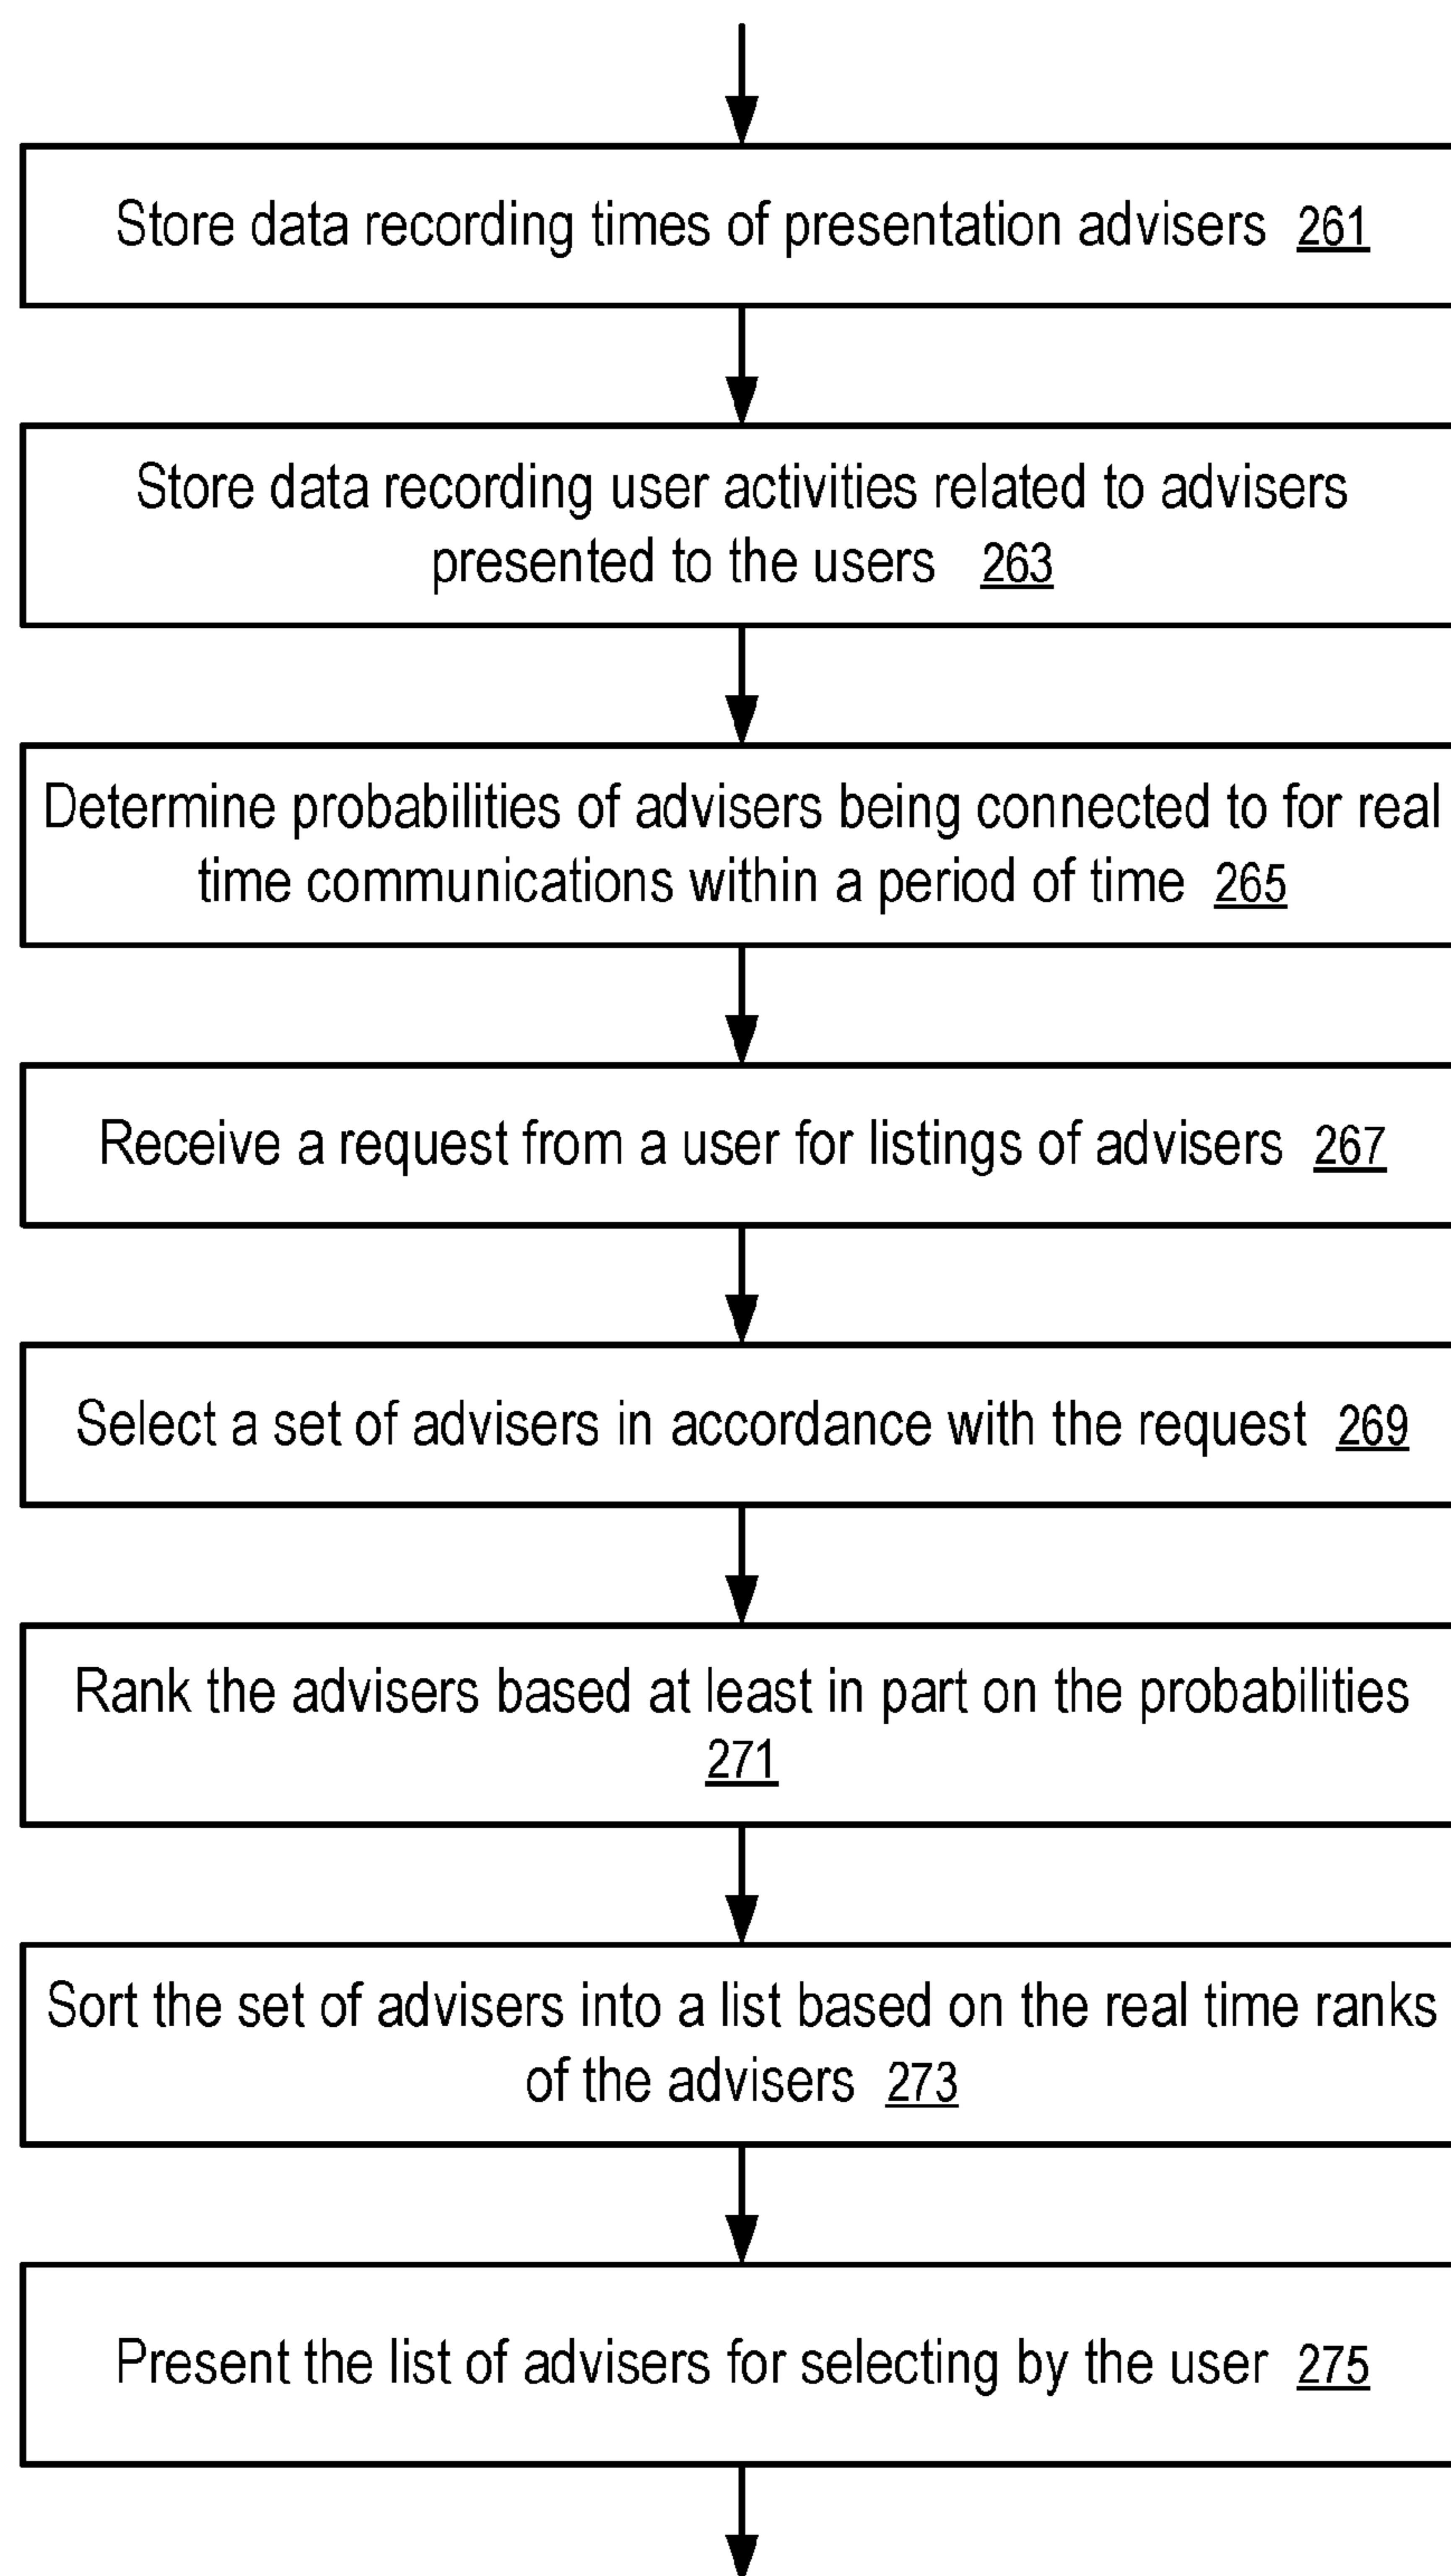 Store data recording times of presentation advisers 261
Store data recording user activities related to advisers
presented to the users 263
Determine probabilities of advisers being connected to for real
time communications within a period of time 265
Receive a request from a user for listings of advisers 267
Select a set of advisers in accordance with the request 269
Rank the advisers based at least in part on the probabilities
271
Sort the set of advisers into a list based on the real time ranks
of the advisers 273
Present the list of advisers for selecting by the user 275